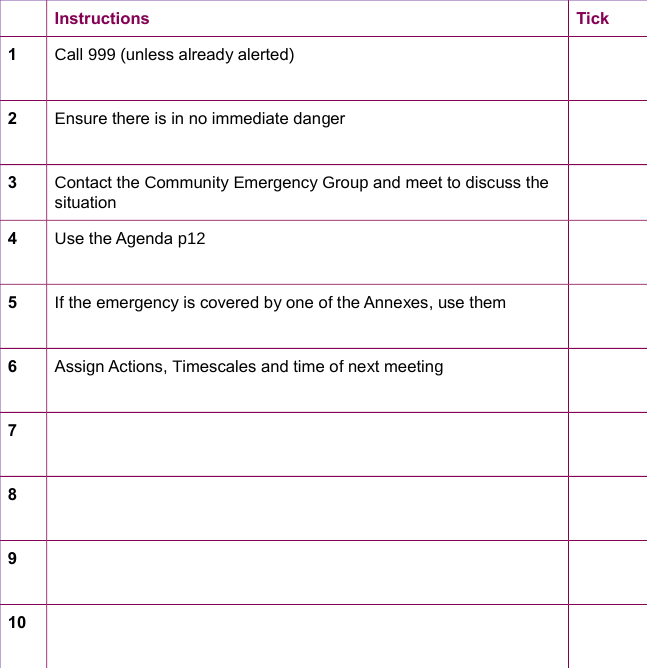 Instructions Tick
1 Call 999 (unless already alerted)
2 Ensure there is in no immediate danger
3 Contact the Community Emergency Group and meet to discuss the
situation
4 Use the Agenda p12
5 If the emergency is covered by one of the Annexes, use them
6 Assign Actions, Timescales and time of next meeting
7
8
9
10